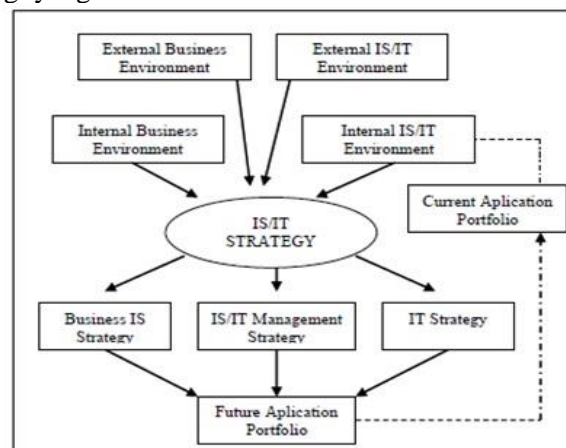 External Business
Environment
External IS/IT
Environment
Internal Business
Environment
Internal IS/IT
Environment
Current Aplication
Portfolio
IS/IT
STRATEGY
Business IS
Strategy
IS/IT Management
Strategy
IT Strategy
Future Aplication
Portfolio